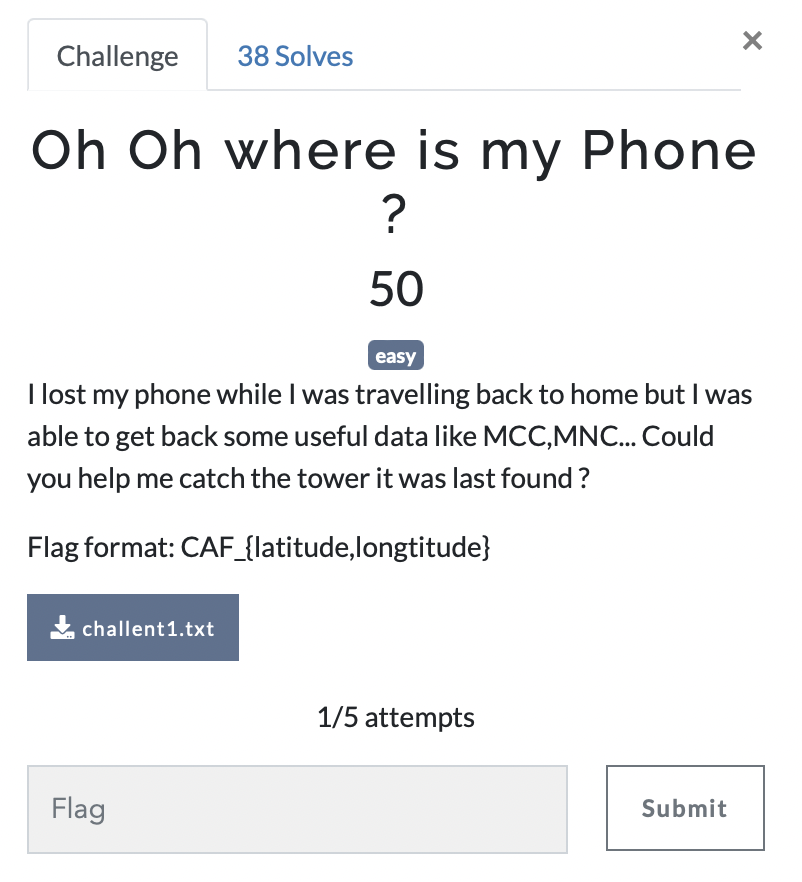 Challenge
38 Solves
×
Oh Oh where is my Phone
?
50
easy
I lost my phone while I was travelling back to home but I was
able to get back some useful data like MCC,MNC... Could
you help me catch the tower it was last found ?
Flag format: CAF_{latitude,longtitude}
challent1.txt
1/5 attempts
Flag
Submit